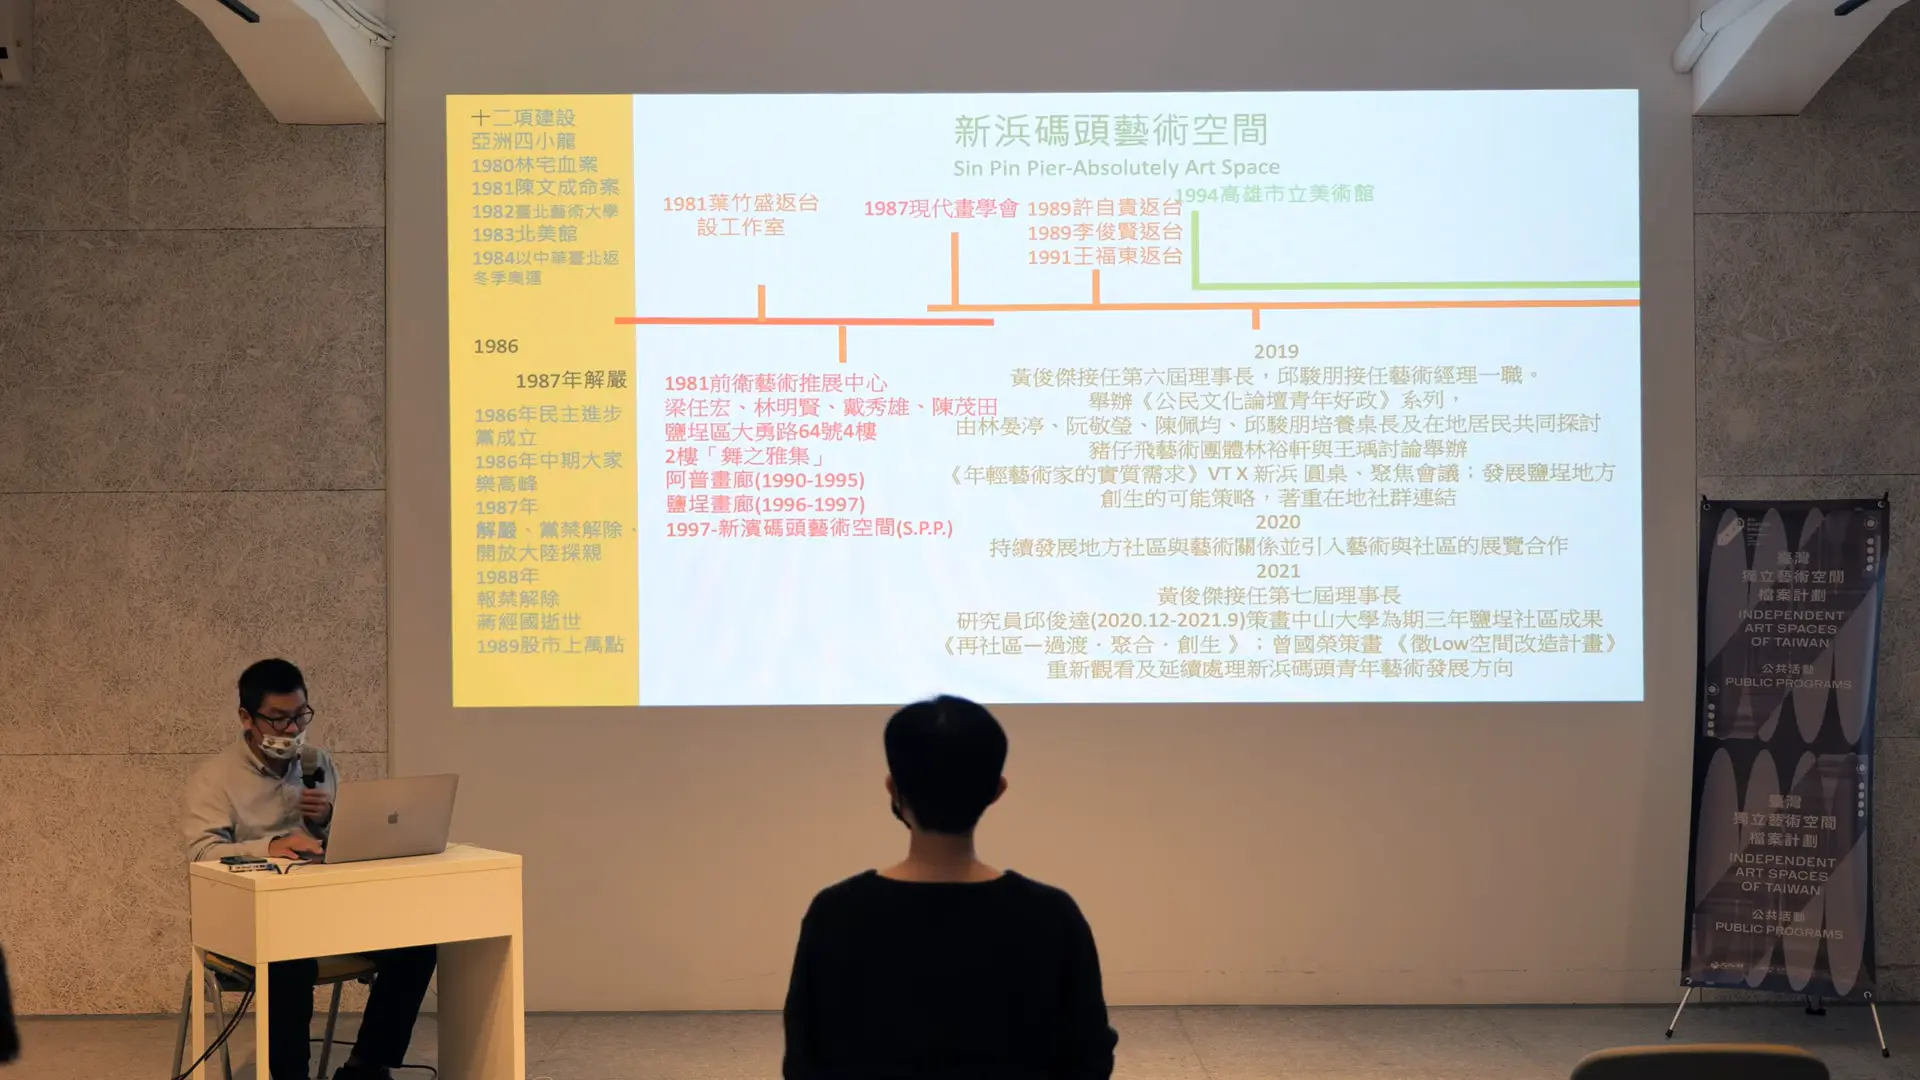 十二項建設
亞洲四小龍
1980林宅血案
1981陳文成命案
1982臺北藝術大學
1983北美館
1984以中華臺北返
冬季奧運
1986
1987年解嚴
1986年民主進步
黨成立
1986年中期大家
樂高峰
1987年
解嚴、黨禁解除、
開放大陸探親
1988年
報禁解除
蔣經國逝世
1989股市上萬點
新浜碼頭藝術空間
Sin Pin Pier-Absolutely Art Space
1981葉竹盛返台
設工作室
1987現代畫學會
1989許自貴返台
1989李俊賢返台
1991王福東返台
1994高雄市立美術館
1981前衛藝術推展中心
梁任宏、林明賢、戴秀雄、陳茂田
鹽埕區大勇路64號4樓
2樓「舞之雅集」
阿普畫廊(1990-1995)
鹽埕畫廊(1996-1997)
1997-新濱碼頭藝術空間(S.P.P.)
2019
黃俊傑接任第六屆理事長，邱駿朋接任藝術經理一職。
舉辦《公民文化論壇青年好政》系列，
由林晏渟、阮敬瑩、陳佩均、邱駿朋培養桌長及在地居民共同探討
豬仔飛藝術團體林裕軒與王瑀討論舉辦
《年輕藝術家的實質需求》VT X 新浜 圓桌、聚焦會議；發展鹽埕地方
創生的可能策略，著重在地社群連結
2020
持續發展地方社區與藝術關係並引入藝術與社區的展覽合作
2021
黃俊傑接任第七屆理事長
研究員邱俊達(2020.12-2021.9)策畫中山大學為期三年鹽埕社區成果
《再社區—過渡．聚合．創生 》；曾國榮策畫 《徵Low空間改造計畫》
重新觀看及延續處理新浜碼頭青年藝術發展方向
臺灣
獨立藝術空間
檔案計劃
INDEPENDENT
ART SPACES
OF TAIWAN
公共活動
PUBLIC PROGRAMS
臺灣
獨立藝術空間
檔案計劃
INDEPENDENT
ART SPACES
OF TAIWAN
公共活動
PUBLIC PROGRAMS